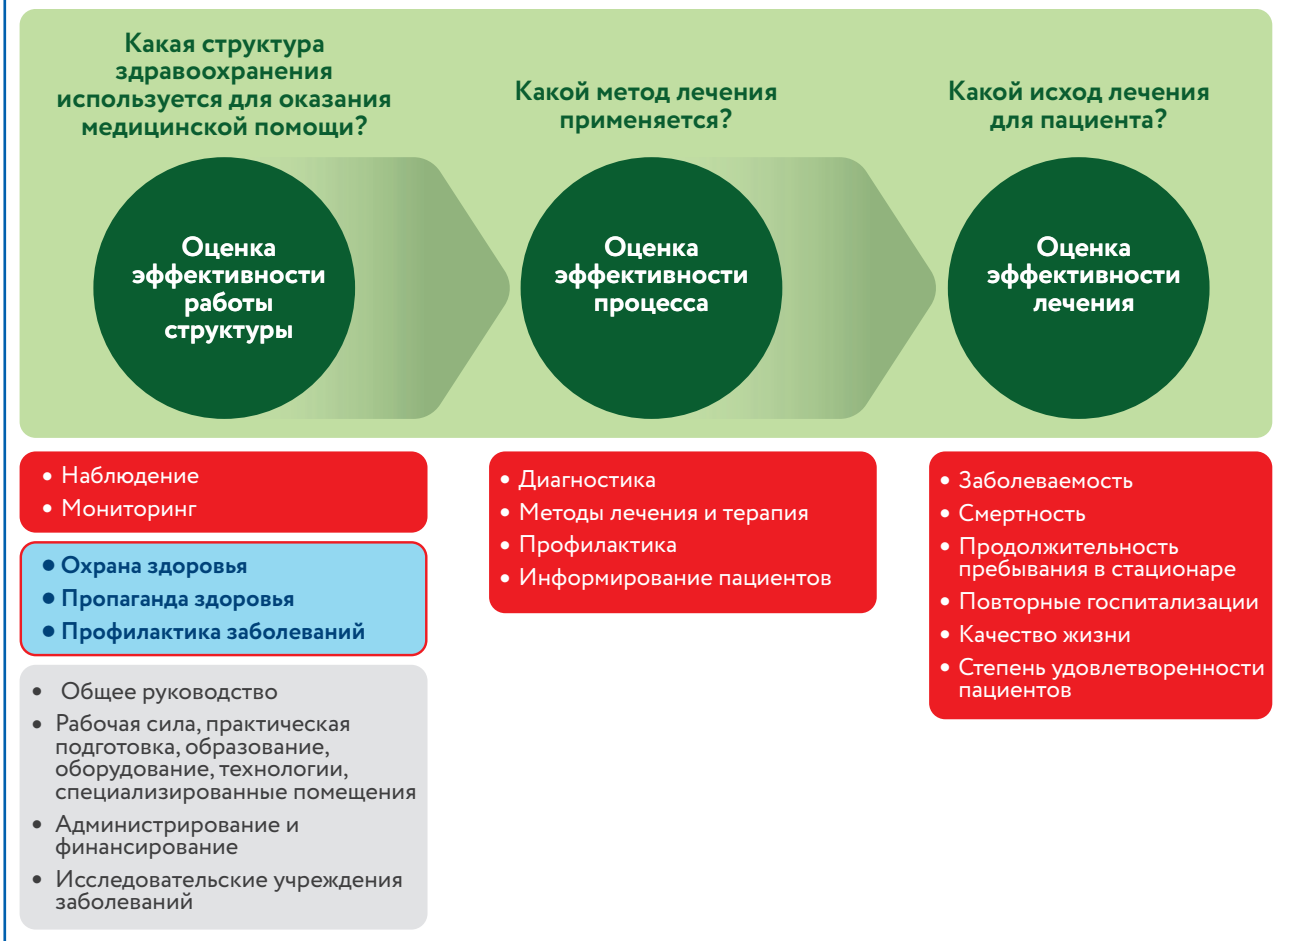 Какая структура
здравоохранения
используется для оказания
медицинской помощи?
Какой метод лечения
применяется?
Какой исход лечения
для пациента?
Оценка
эффективности
работы
структуры
Оценка
эффективности
процесса
Оценка
эффективности
лечения
• Наблюдение
• Мониторинг
• Охрана здоровья
• Пропаганда здоровья
• Профилактика заболеваний
• Общее руководство
• Рабочая сила, практическая
подготовка, образование,
оборудование, технологии,
специализированные помещения
• Администрирование и
финансирование
• Исследовательские учреждения
заболеваний
• Диагностика
• Методы лечения и терапия
• Профилактика
• Информирование пациентов
• Заболеваемость
• Смертность
• Продолжительность
пребывания в стационаре
• Повторные госпитализации
• Качество жизни
• Степень удовлетворенности
пациентов